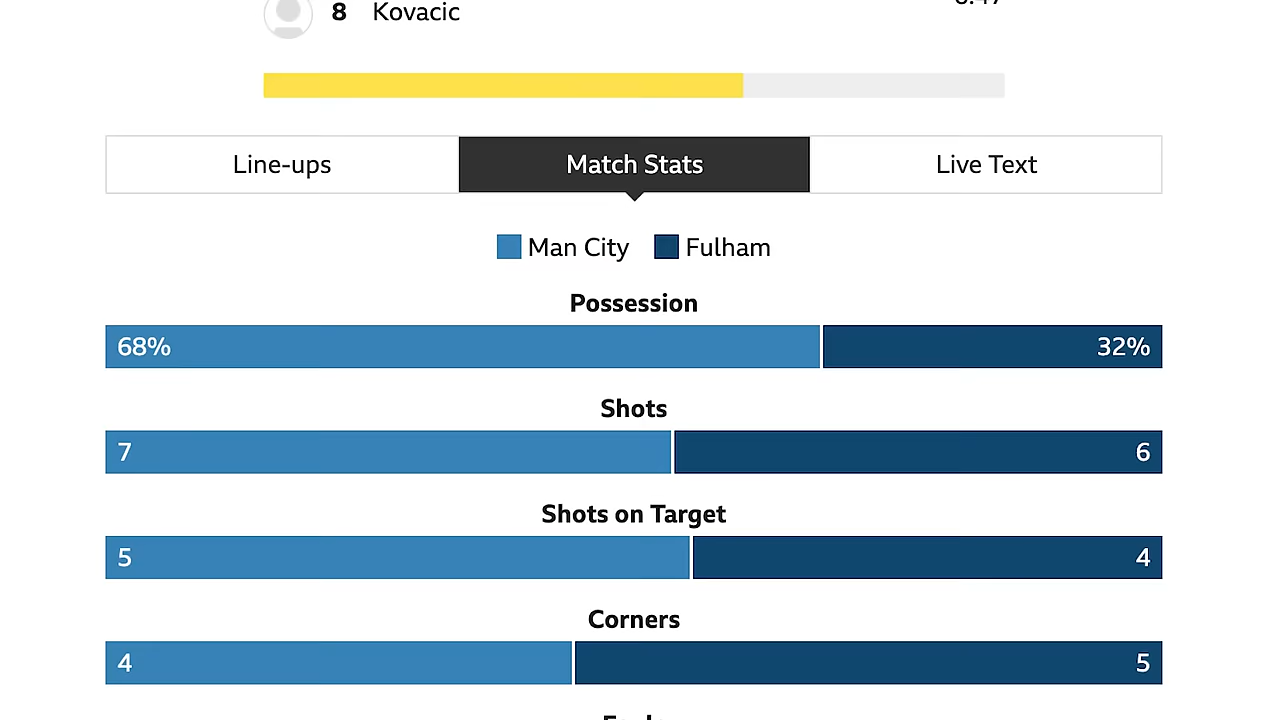 8 Kovacic
Line-ups Match Stats Live Text
Man City Fulham
Possession
68% 32%
Shots
7 6
Shots on Target
5 4
Corners
4 5